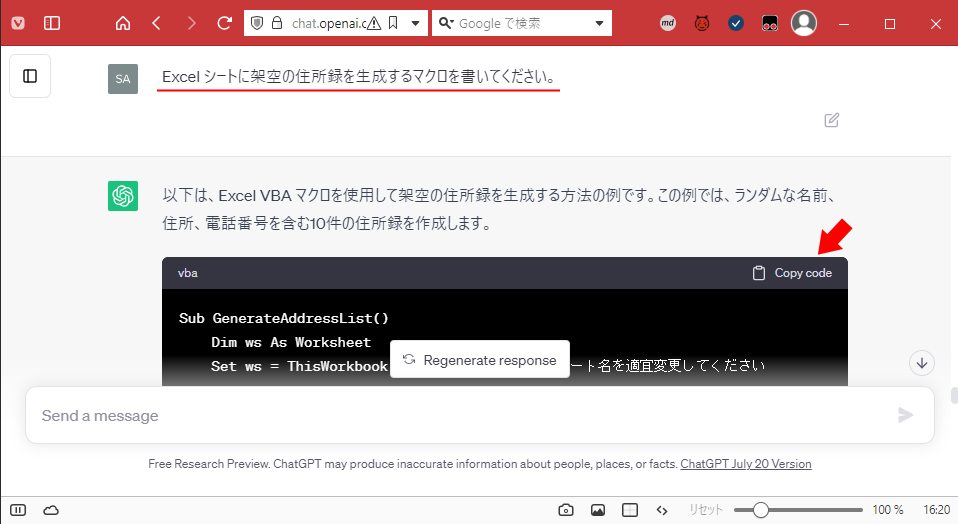 chat.openai.c
Google で検索
md
SA
Excel シートに架空の住所録を生成するマクロを書いてください。
以下は、Excel VBA マクロを使用して架空の住所録を生成する方法の例です。この例では、ランダムな名前、
住所、電話番号を含む10件の住所録を作成します。
vba
Copy code
Sub GenerateAddressList()
Dim ws As Worksheet
Set ws = ThisWorkbook
ート名を適宜変更してください
Regenerate response
Send a message
Free Research Preview. ChatGPT may produce inaccurate information about people, places, or facts. ChatGPT July 20 Version
リセット
100 %
16:20